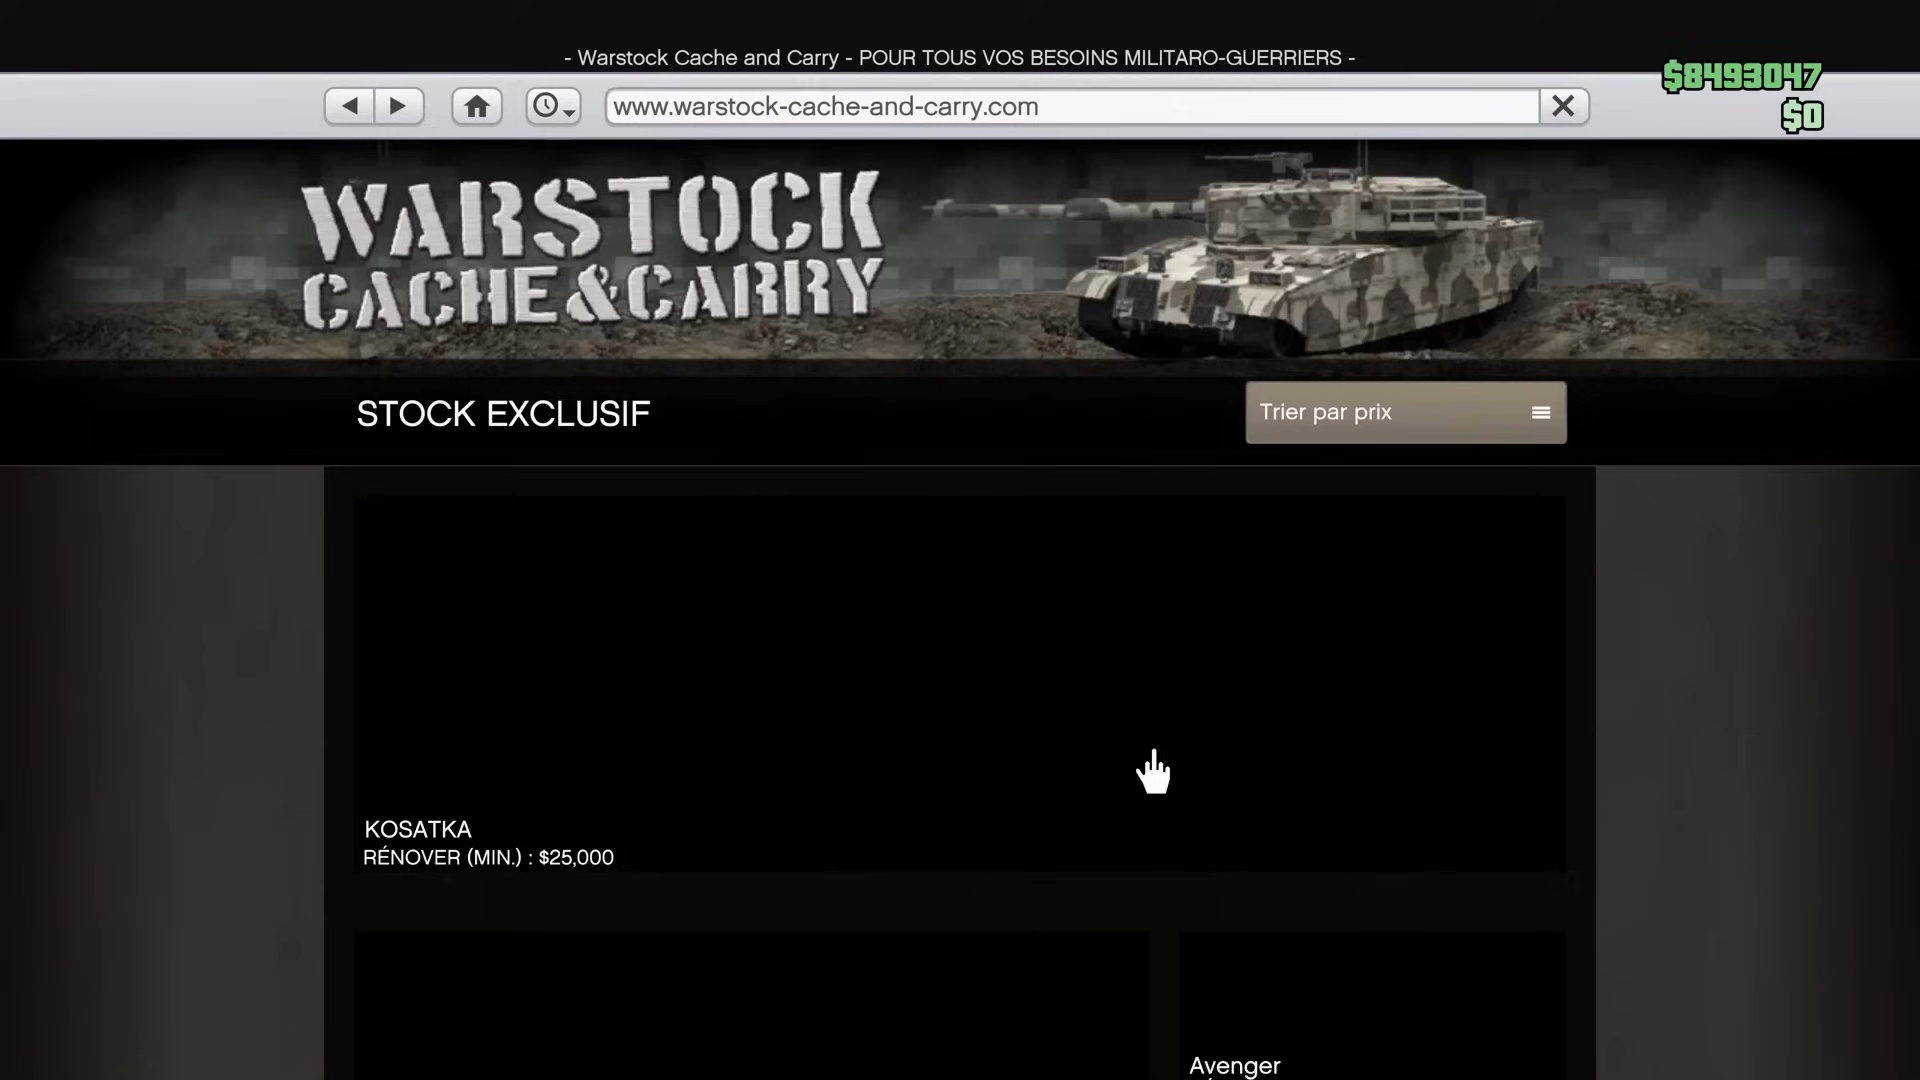 - Warstock Cache and Carry - POUR TOUS VOS BESOINS MILITARO-GUERRIERS -
$8493047
www.warstock-cache-and-carry.com
$0
WARSTOCK
CACHE & CARRY
STOCK EXCLUSIF
Trier par prix
KOSATKA
RÉNOVER (MIN.) : $25,000
Avenger